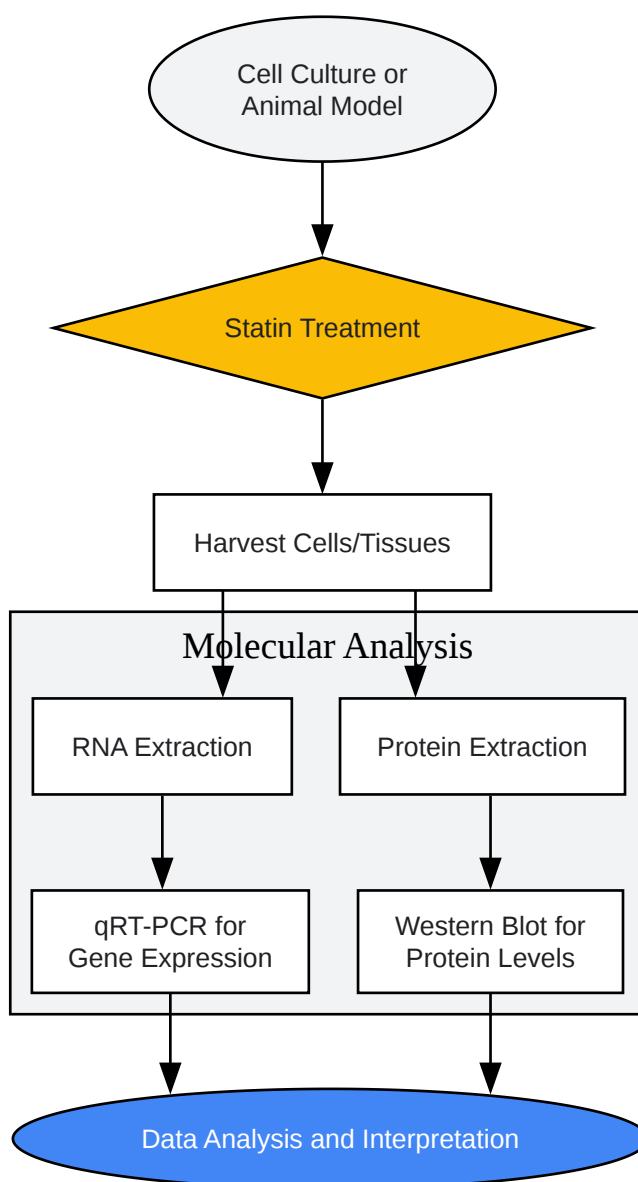 Cell Culture or
Animal Model
Statin Treatment
Harvest Cells/Tissues
Molecular Analysis
RNA Extraction
Protein Extraction
qRT-PCR for
Gene Expression
Western Blot for
Protein Levels
Data Analysis and Interpretation